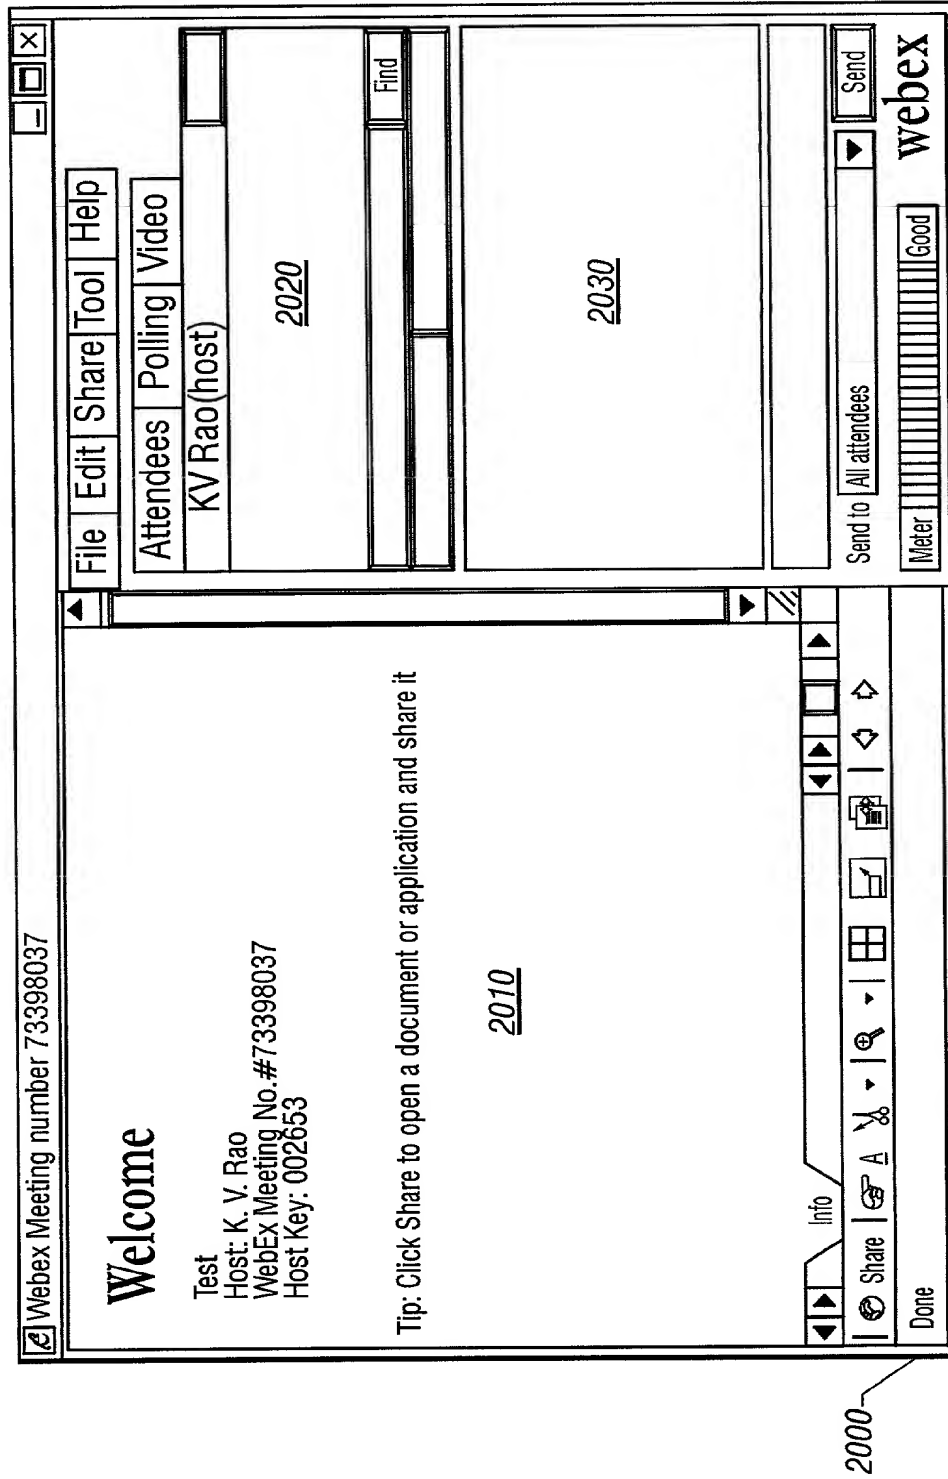 Webex Meeting number 73398037
Welcome
Test
Host: K. V. Rao
WebEx Meeting No.#73398037
Host Key: 002653
Tip: Click Share to open a document or application and share it
2010
Info
Share A
Done
File Edit Share Tool Help
Attendees Polling Video
KV Rao(host)
2020
Find
2030
Send to All attendees Send
Meter Good webex
2000